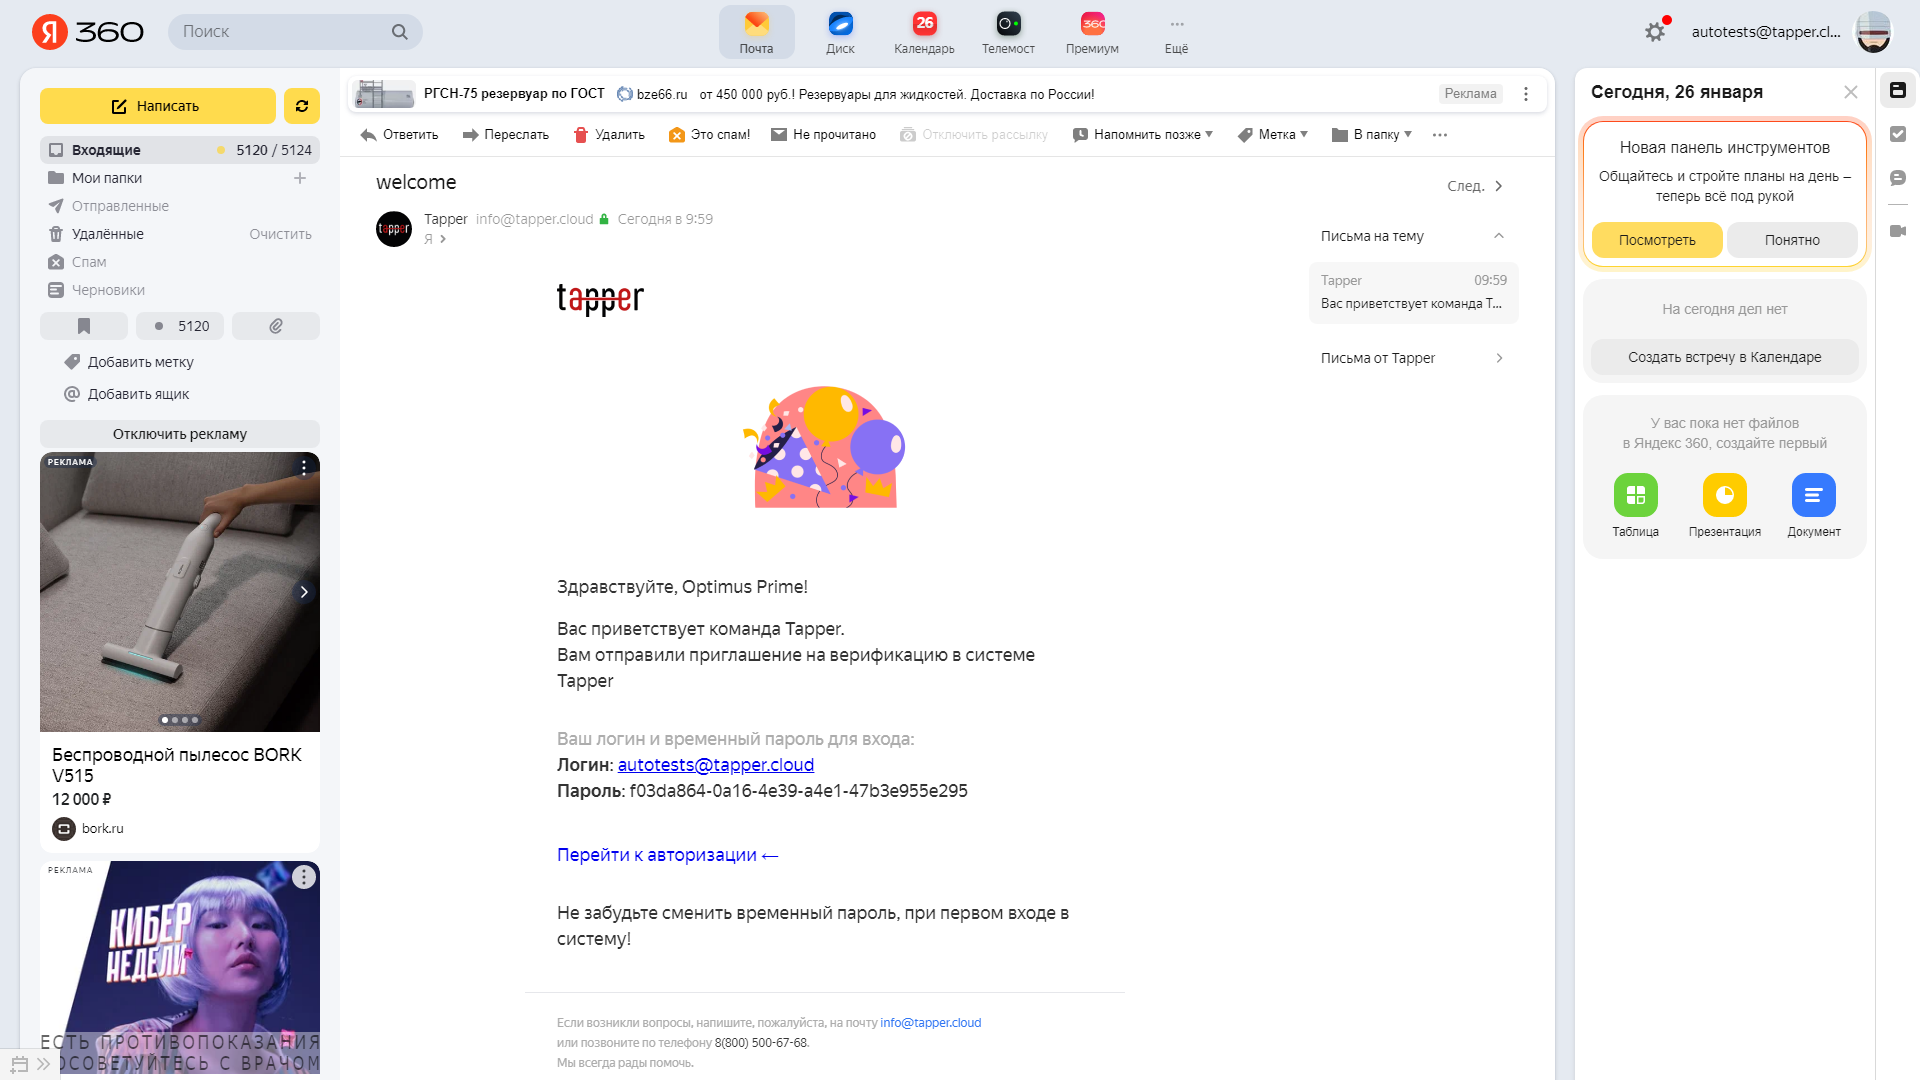 Я 360
Поиск
Почта
Диск
26
Календарь
Телемост
360
Премиум
Ещё
autotests@tapper.cl...
Написать
Входящие 5120 / 5124
Мои папки
Отправленные
Удалённые Очистить
Спам
Черновики
5120
Добавить метку
Добавить ящик
Отключить рекламу
РЕКЛАМА
Беспроводной пылесос BORK
V515
12 000 ₽
bork.ru
РЕКЛАМА
КИБЕР
НЕДЕЛИ
ЕСТЬ ПРОТИВОПОКАЗАНИЯ
ПОСОВЕТУЙТЕСЬ С ВРАЧОМ
РГСН-75 резервуар по ГОСТ bze66.ru от 450 000 руб.! Резервуары для жидкостей. Доставка по России! Реклама
Ответить Переслать Удалить Это спам! Не прочитано Отключить рассылку Напомнить позже Метка В папку
welcome
След.
Tapper info@tapper.cloud Сегодня в 9:59
Я
Письма на тему
Tapper 09:59
Вас приветствует команда T...
Письма от Tapper
tapper
tapper
Здравствуйте, Optimus Prime!
Вас приветствует команда Tapper.
Вам отправили приглашение на верификацию в системе
Tapper
Ваш логин и временный пароль для входа:
Логин: autotests@tapper.cloud
Пароль: f03da864-0a16-4e39-a4e1-47b3e955e295
Перейти к авторизации ←
Не забудьте сменить временный пароль, при первом входе в
систему!
Если возникли вопросы, напишите, пожалуйста, на почту info@tapper.cloud
или позвоните по телефону 8(800) 500-67-68.
Мы всегда рады помочь.
Сегодня, 26 января
Новая панель инструментов
Общайтесь и стройте планы на день –
теперь всё под рукой
Посмотреть
Понятно
На сегодня дел нет
Создать встречу в Календаре
У вас пока нет файлов
в Яндекс 360, создайте первый
Таблица
Презентация
Документ